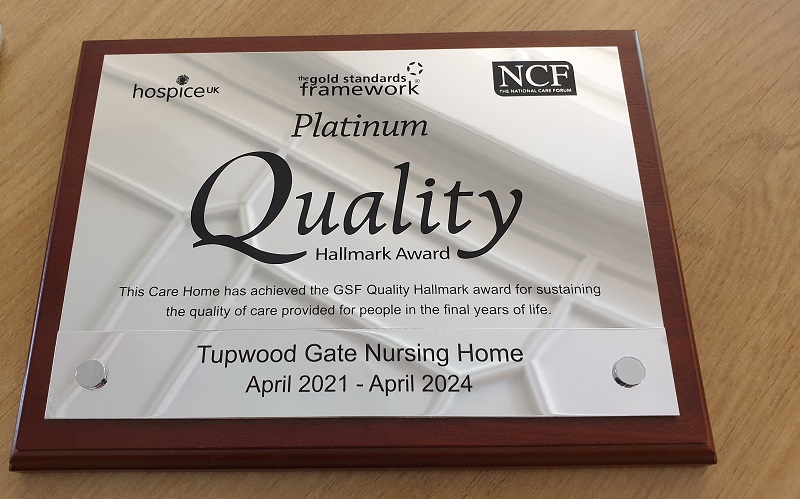 hospiceUK
the gold standards
framework®
NCF
THE NATIONAL CARE FORUM
Platinum
Quality
Hallmark Award
This Care Home has achieved the GSF Quality Hallmark award for sustaining
the quality of care provided for people in the final years of life.
Tupwood Gate Nursing Home
April 2021 - April 2024